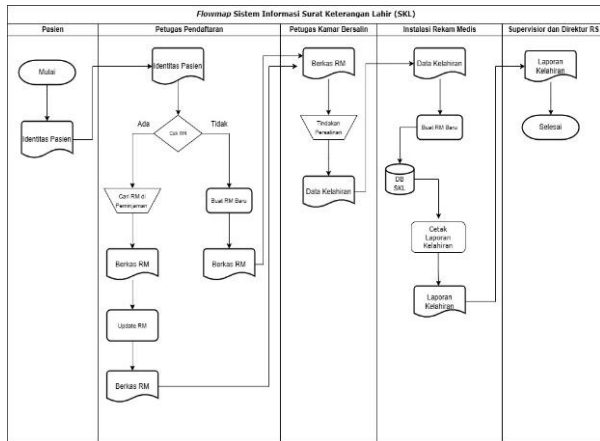 Flowmap Sistem Informasi Surat Keterangan Lahir (SKL)
Pasien
Petugas Pendaftaran
Petugas Kamar Bersalin
Instalasi Rekam Medis
Supervisior dan Direktur RS
Mulai
Identitas Pasien
Identitas Pasien
Cek RM
Ada
Tidak
Cari RM di
Peminjaman
Buat RM Baru
Berkas RM
Berkas RM
Update RM
Berkas RM
Berkas RM
Tindakan
Persalinan
Data Kelahiran
Data Kelahiran
Buat RM Baru
DB
SKL
Cetak
Laporan
Kelahiran
Laporan
Kelahiran
Laporan
Kelahiran
Selesai